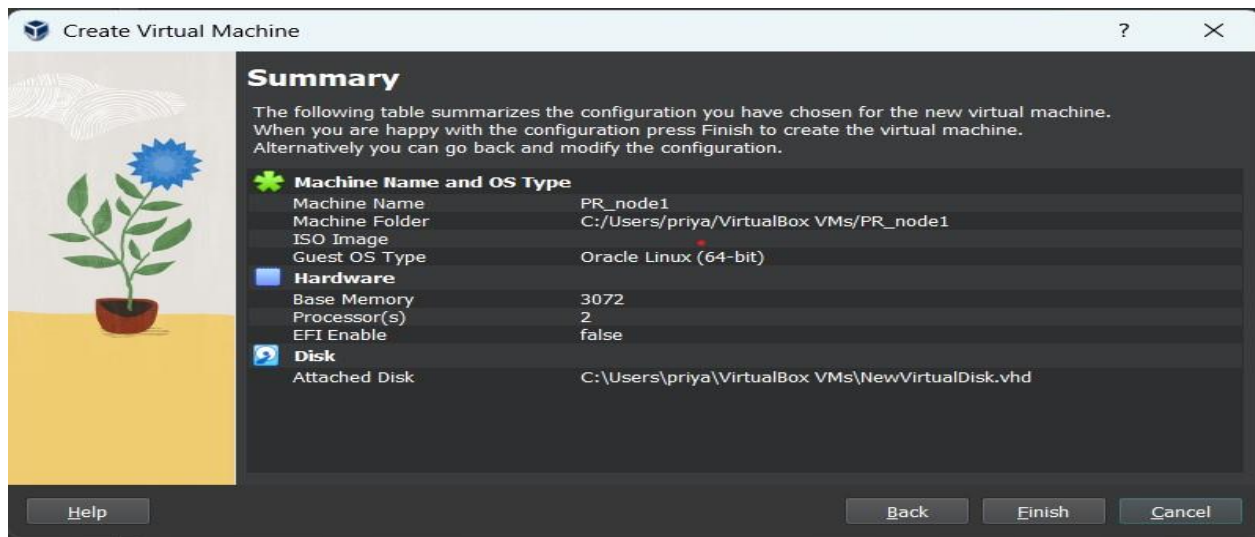 Create Virtual Machine
?
Summary
The following table summarizes the configuration you have chosen for the new virtual machine.
When you are happy with the configuration press Finish to create the virtual machine.
Alternatively you can go back and modify the configuration.
Machine Name and OS Type
Machine Name PR_node1
Machine Folder C:/Users/priya/VirtualBox VMs/PR_node1
ISO Image
Guest OS Type Oracle Linux (64-bit)
Hardware
Base Memory 3072
Processor(s) 2
EFI Enable false
Disk
Attached Disk C:\Users\priya\VirtualBox VMs\NewVirtualDisk.vhd
Help Back Finish Cancel